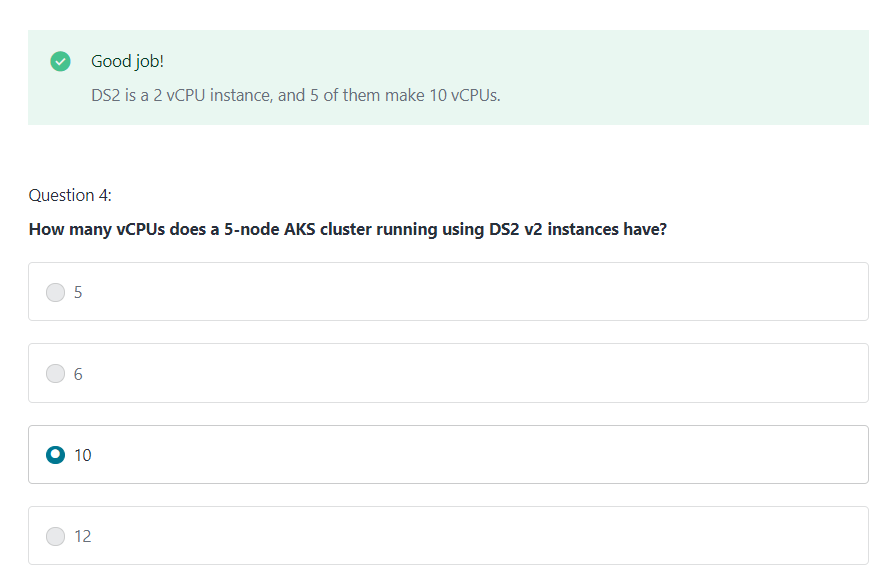 Good job!
DS2 is a 2 vCPU instance, and 5 of them make 10 vCPUs.
Question 4:
How many vCPUs does a 5-node AKS cluster running using DS2 v2 instances have?
5
6
10
12